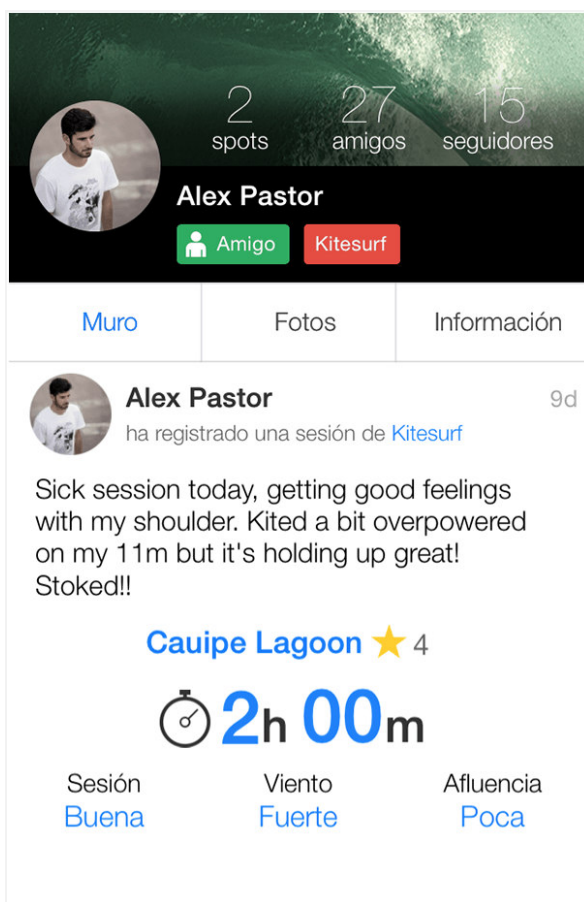 2 27 15
spots amigos seguidores
Alex Pastor
Amigo Kitesurf
Muro Fotos Información
Alex Pastor 9d
ha registrado una sesión de Kitesurf
Sick session today, getting good feelings
with my shoulder. Kited a bit overpowered
on my 11m but it's holding up great!
Stoked!!
Cauipe Lagoon 4
2h 00m
Sesión Viento Afluencia
Buena Fuerte Poca